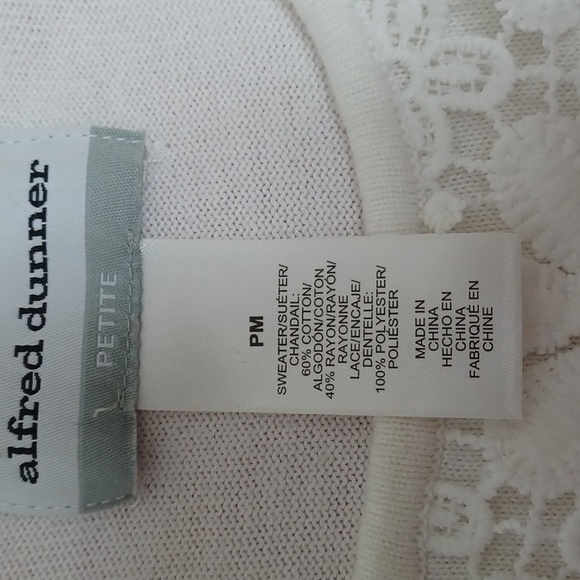 alfred dunner
PETITE
PM
SWEATER/SUÉTER/
CHANDAIL:
60% COTTON/
ALGODÓN/COTON
40% RAYON/RAYÓN/
RAYONNE
LACE/ENCAJE/
DENTELLE:
100% POLYESTER/
POLIÉSTER
MADE IN
CHINA
HECHO EN
CHINA
FABRIQUÉ EN
CHINE